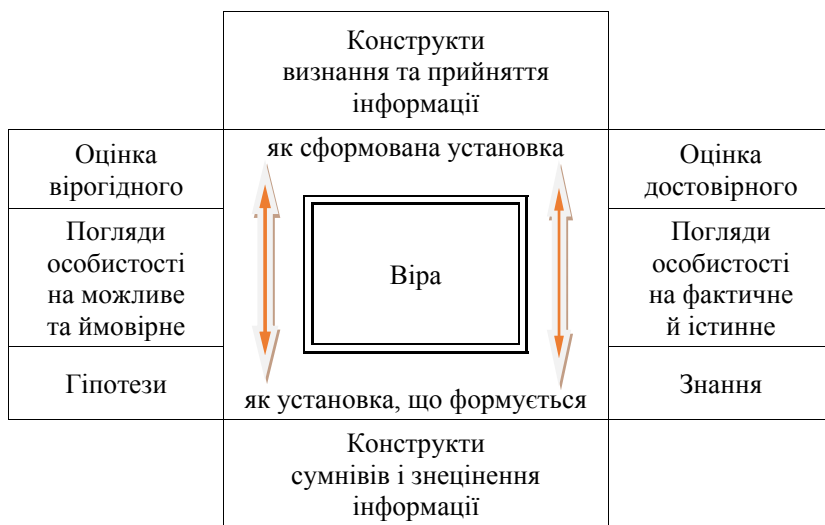 Конструкти
визнання та прийняття
інформації
як сформована установка
Оцінка
вірогідного
Оцінка
достовірного
Погляди
особистості
на можливе
та ймовірне
Віра
Погляди
особистості
на фактичне
й істинне
Гіпотези
Знання
як установка, що формується
Конструкти
сумнівів і знецінення
інформації